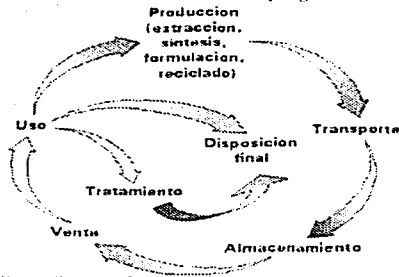 Produccion
(extraccion,
sintesis,
formulacion,
reciclado)
Uso
Disposicion
final
Transporte
Tratamiento
Venta
Almacenamiento